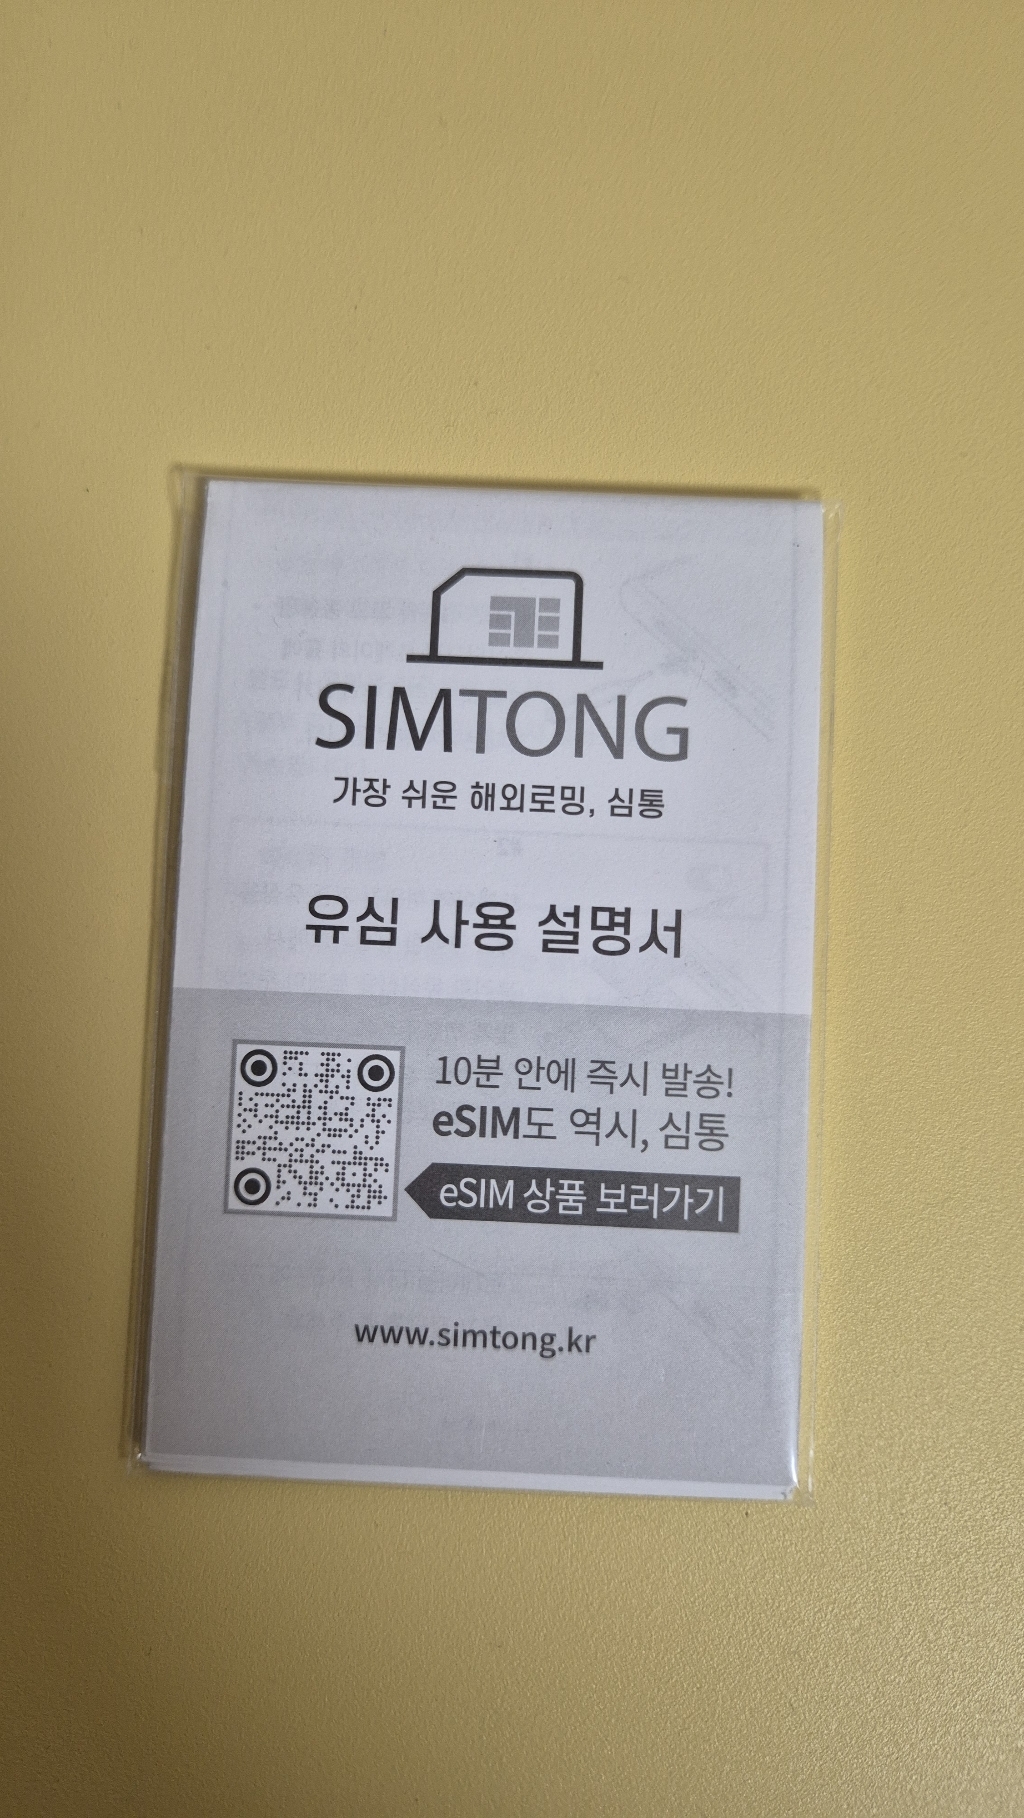 SIMTONG
가장 쉬운 해외로밍, 심통
유심 사용 설명서
10분 안에 즉시 발송!
eSIM도 역시, 심통
eSIM 상품 보러가기
www.simtong.kr